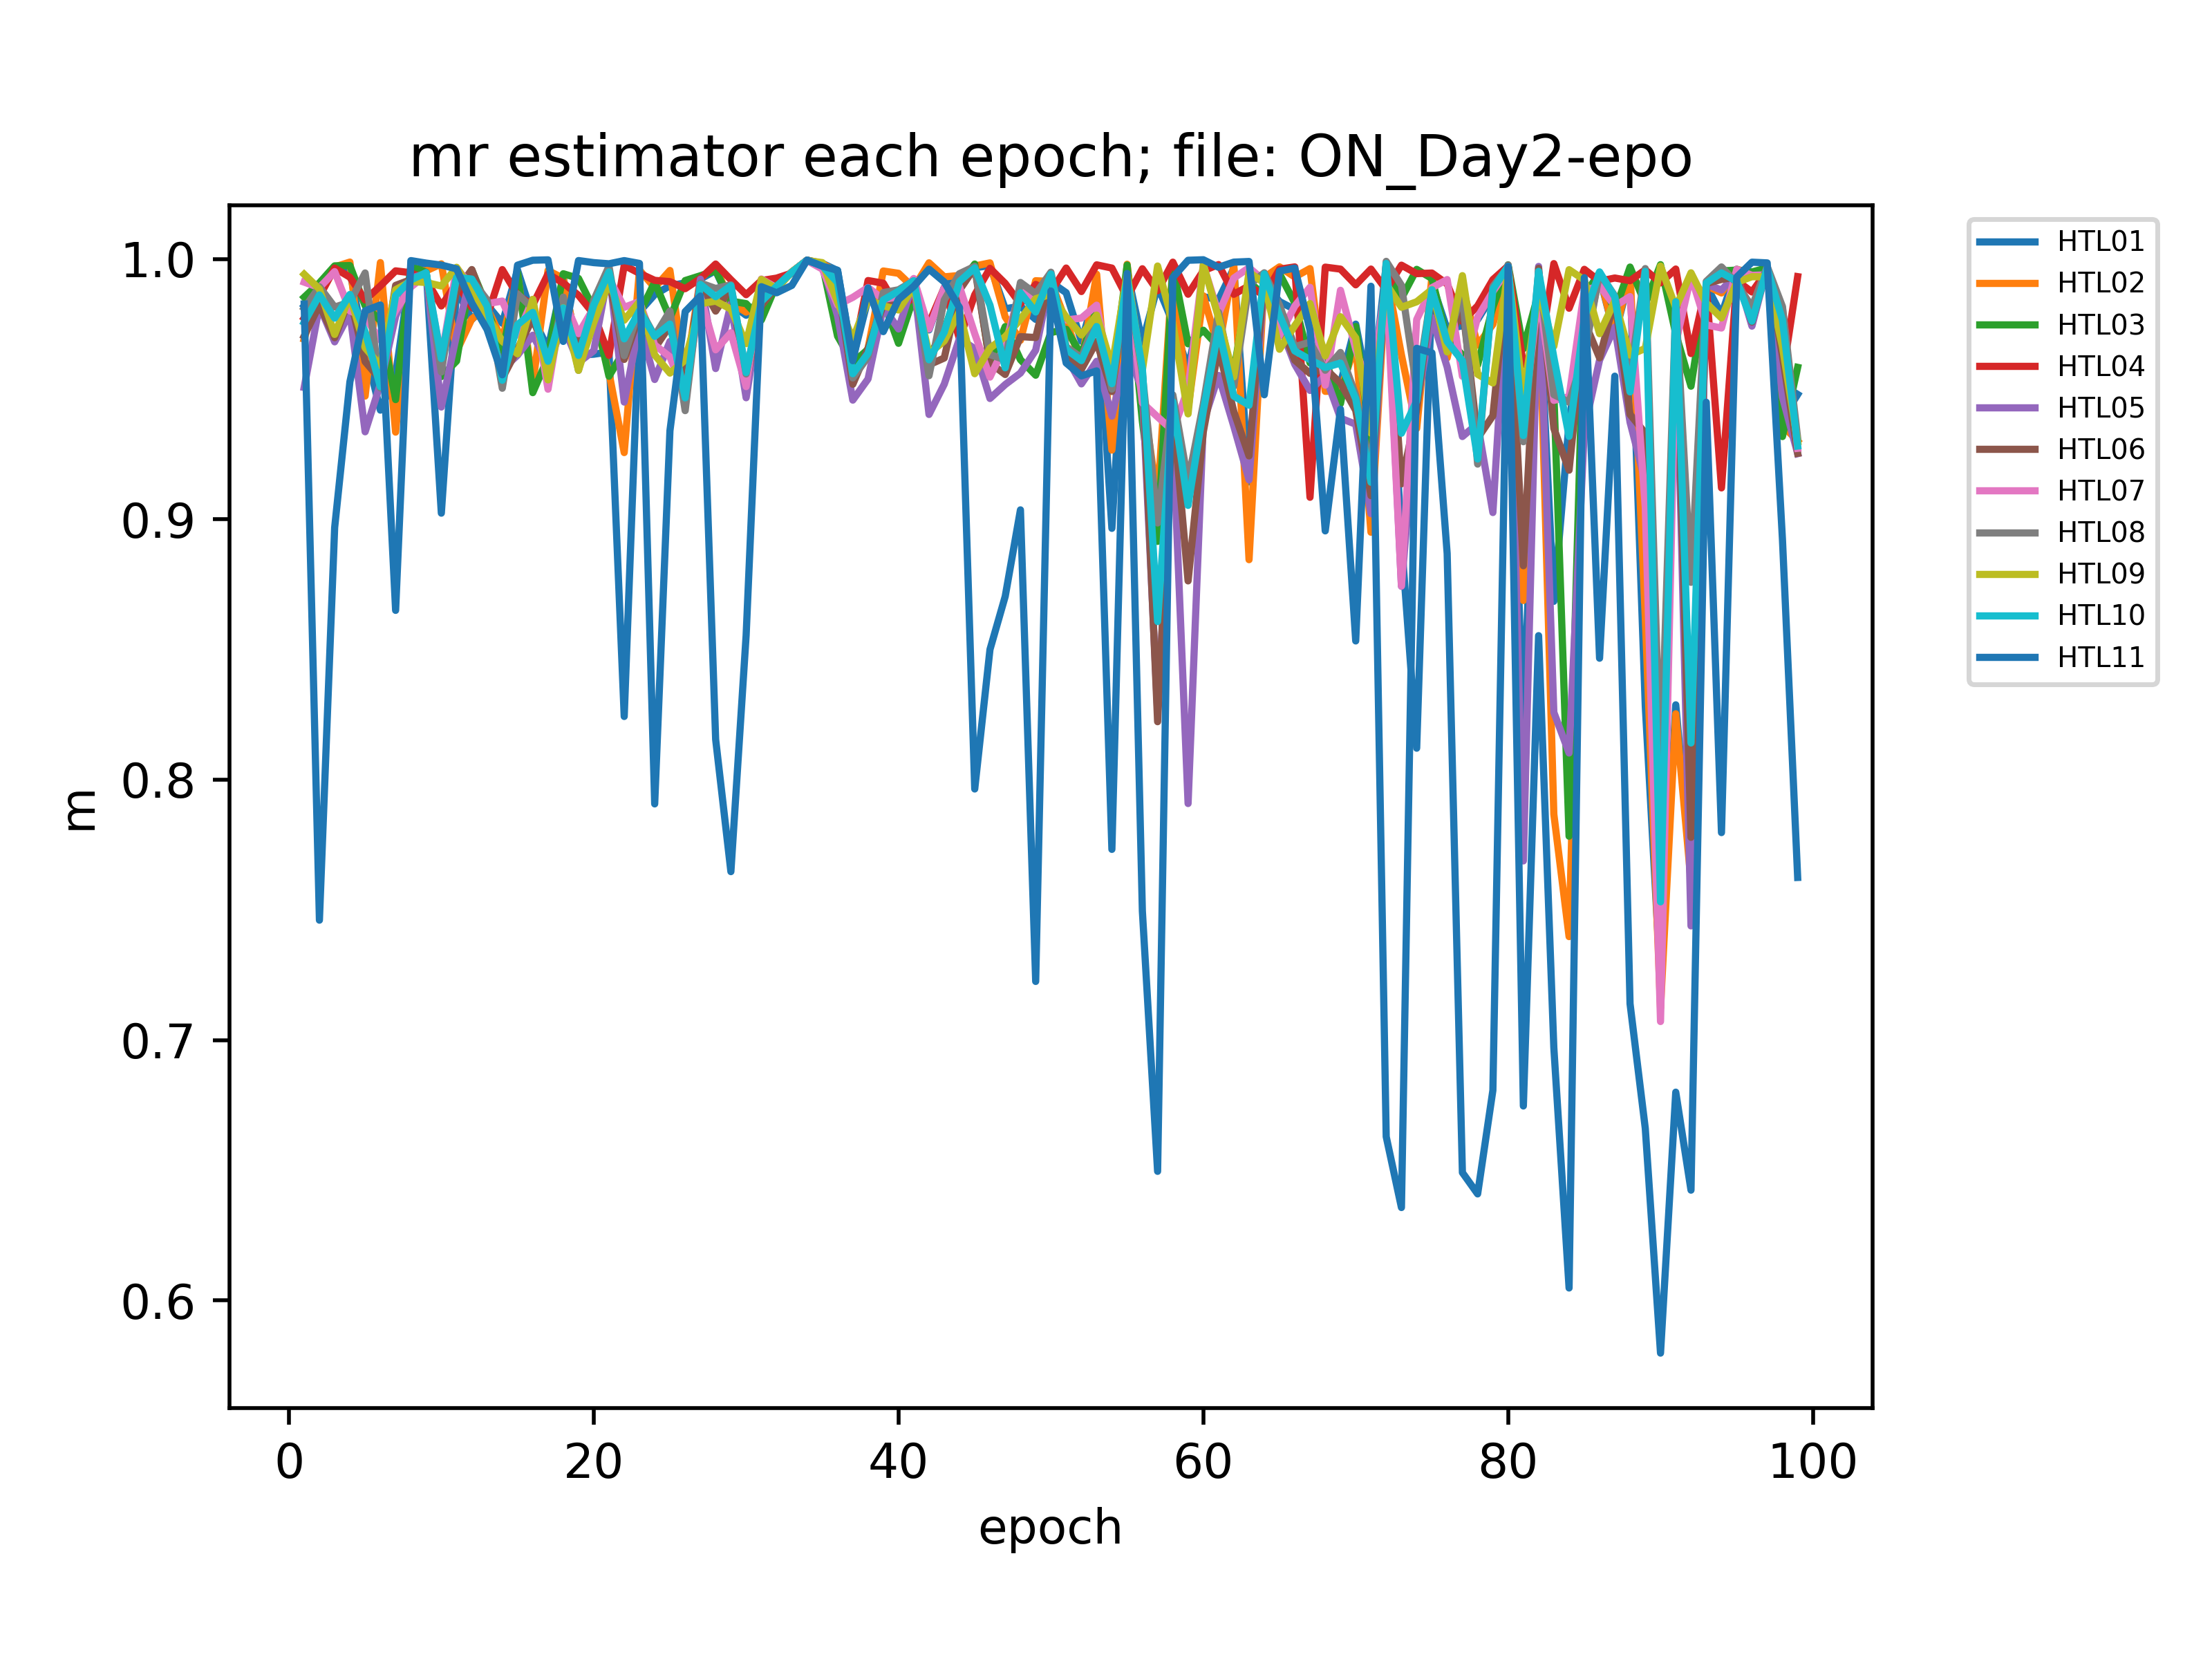 mr estimator each epoch; file: ON_Day2-epo
1.0
0.9
0.8
0.7
0.6
m
0
20
40
60
80
100
epoch
HTL01
HTL02
HTL03
HTL04
HTL05
HTL06
HTL07
HTL08
HTL09
HTL10
HTL11